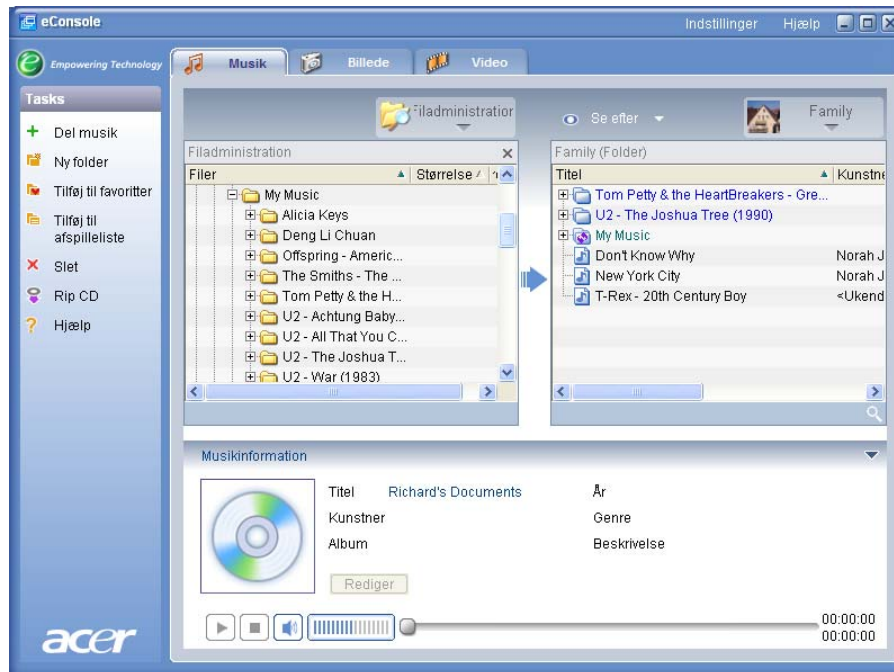 eConsole
Indstillinger Hjælp
Empowering Technology
Musik Billede Video
Tasks
Del musik
Ny folder
Tilføj til favoritter
Tilføj til
afspilleliste
Slet
Rip CD
Hjælp
Filadministration
Se efter
Family
Filadministration
Filer Størrelse
My Music
Alicia Keys
Deng Li Chuan
Offspring - Americ...
The Smiths - The ...
Tom Petty & the H...
U2 - Achtung Baby...
U2 - All That You C...
U2 - The Joshua T...
U2 - War (1983)
Family (Folder)
Titel Kunstne
Tom Petty & the HeartBreakers - Gre...
U2 - The Joshua Tree (1990)
My Music
Don't Know Why Norah J
New York City Norah J
T-Rex - 20th Century Boy <Ukend
Musikinformation
Titel Richard's Documents
Kunstner
Album
År
Genre
Beskrivelse
Rediger
00:00:00
00:00:00
acer